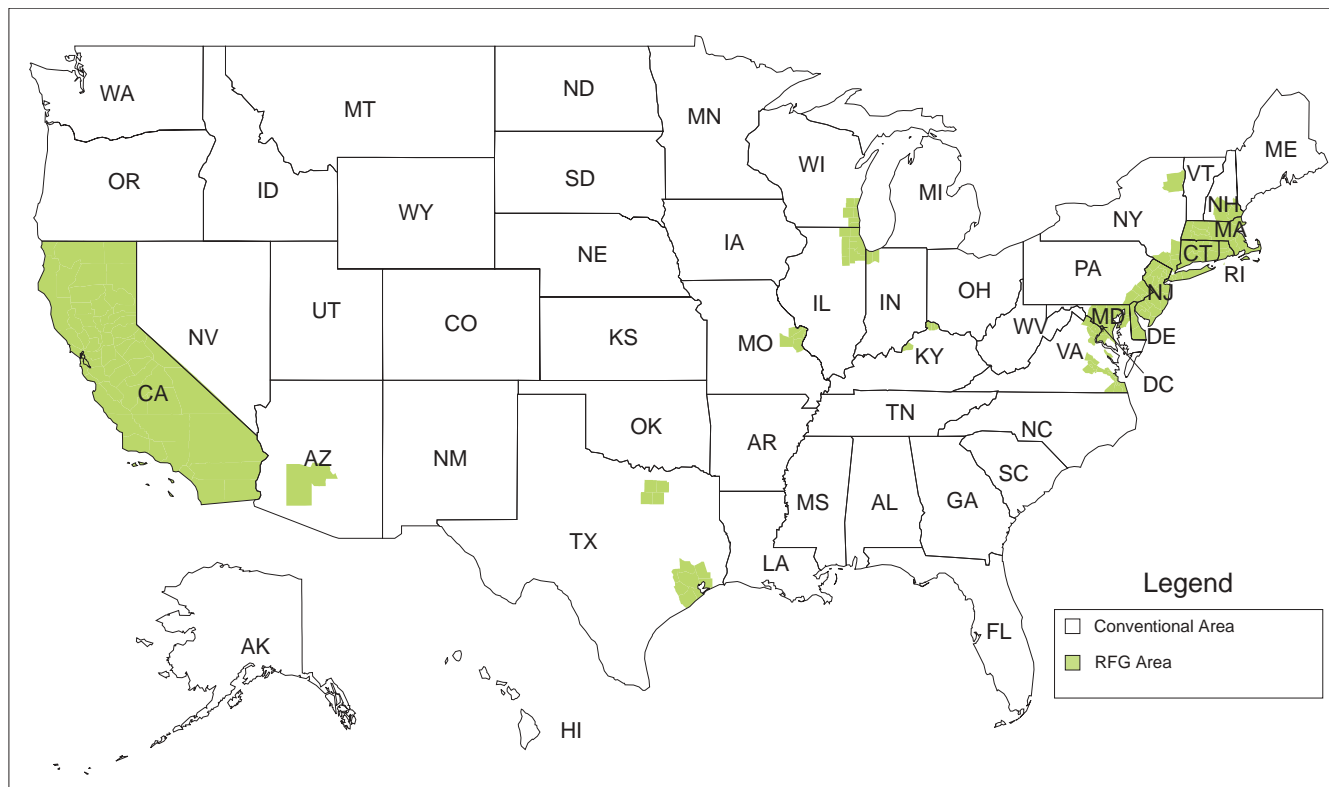 WA
MT
ND
MN
OR
ID
SD
WI
MI
VT
ME
NH
NY
MA
WY
IA
NE
PA
CT
RI
NV
UT
CO
KS
MO
IL
IN
OH
NJ
WV
MD
DE
KY
VA
DC
CA
AZ
NM
OK
AR
TN
NC
SC
MS
AL
GA
TX
LA
FL
AK
HI
Legend
Conventional Area
RFG Area